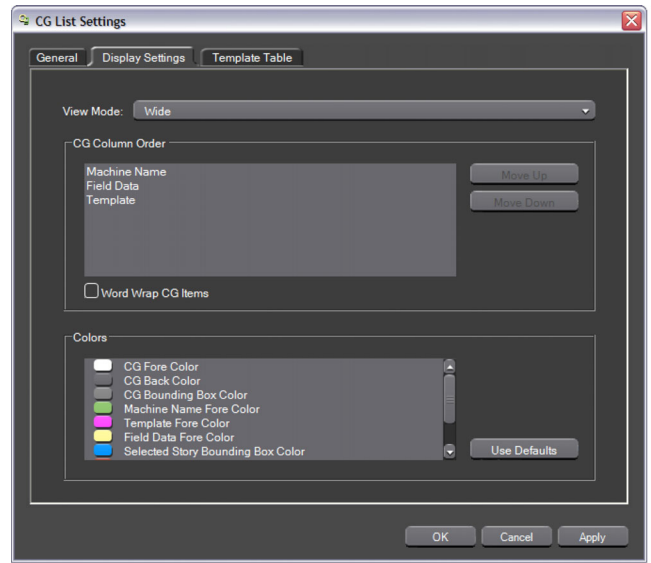 CG List Settings
General
Display Settings
Template Table
View Mode:
Wide
CG Column Order
Machine Name
Field Data
Template
Move Up
Move Down
Word Wrap CG Items
Colors
CG Fore Color
CG Back Color
CG Bounding Box Color
Machine Name Fore Color
Template Fore Color
Field Data Fore Color
Selected Story Bounding Box Color
Use Defaults
OK
Cancel
Apply